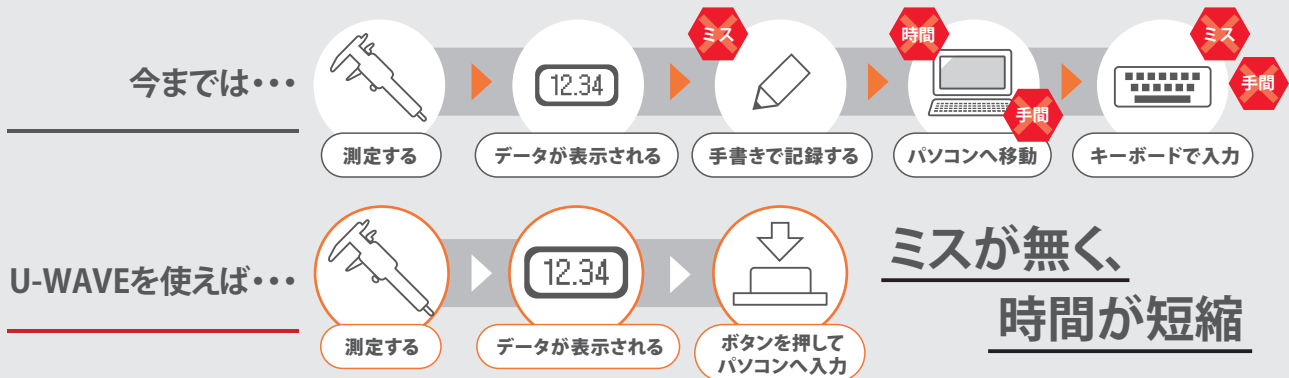 今までは・・・
ミス
時間
ミス
手間
手間
12.34
測定する
データが表示される
手書きで記録する
パソコンへ移動
キーボードで入力
U-WAVEを使えば・・・
12.34
測定する
データが表示される
ボタンを押して
パソコンへ入力
ミスが無く、
時間が短縮